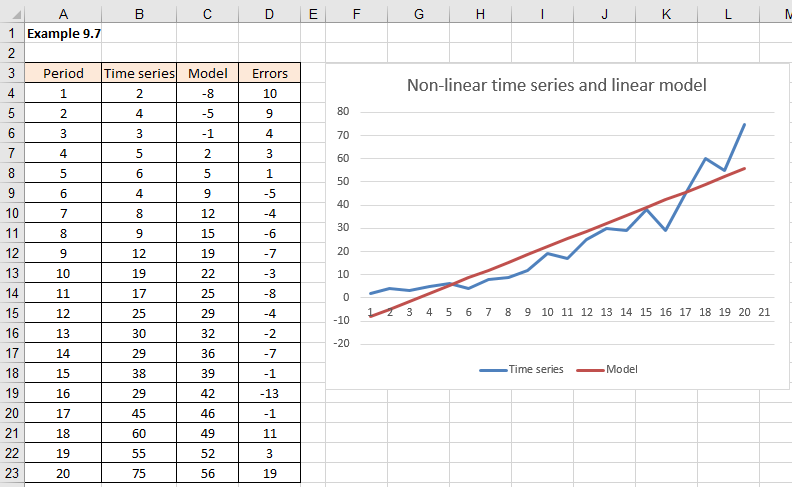 A B C D E F G H I J K L M
1 Example 9.7
2
3 Period Time series Model Errors
4 1 2 -8 10
5 2 4 -5 9
6 3 3 -1 4
7 4 5 2 3
8 5 6 5 1
9 6 4 9 -5
10 7 8 12 -4
11 8 9 15 -6
12 9 12 19 -7
13 10 19 22 -3
14 11 17 25 -8
15 12 25 29 -4
16 13 30 32 -2
17 14 29 36 -7
18 15 38 39 -1
19 16 29 42 -13
20 17 45 46 -1
21 18 60 49 11
22 19 55 52 3
23 20 75 56 19
Non-linear time series and linear model
80
70
60
50
40
30
20
10
0
1 2 3 4 5 6 7 8 9 10 11 12 13 14 15 16 17 18 19 20 21
-10
-20
Time series Model